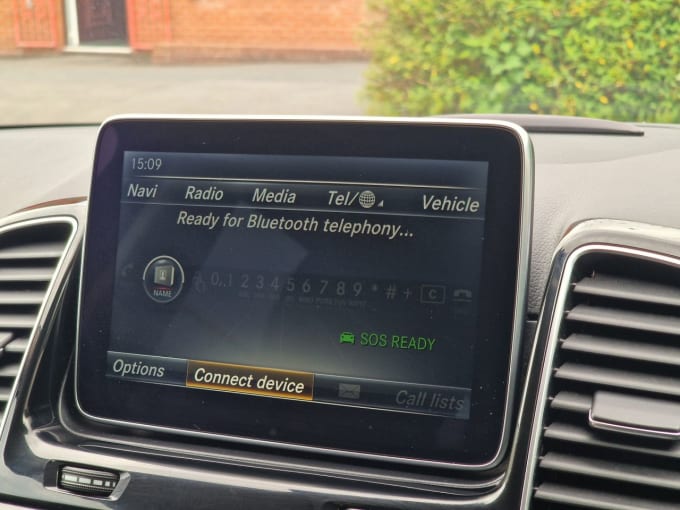 15:09
Navi Radio Media Tel/ Vehicle
Ready for Bluetooth telephony...
NAME 0 1 2 3 4 5 6 7 8 9 * # + C
SOS READY
Options Connect device Call lists